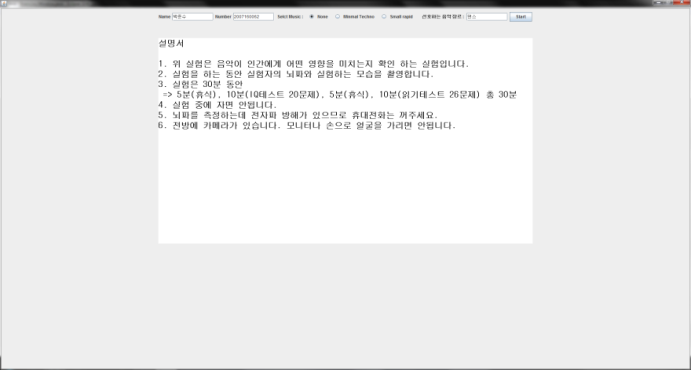 Name Number Selct Music : None Minimal Techno Small rapid 선호하는 음악 장르 : Start
설명서
1. 위 실험은 음악이 인간에게 어떤 영향을 미치는지 확인 하는 실험입니다.
2. 실험을 하는 동안 실험자의 뇌파와 실험하는 모습을 촬영합니다.
3. 실험은 30분 동안
=> 5분(휴식), 10분(IQ테스트 20문제), 5분(휴식), 10분(읽기테스트 26문제) 총 30분
4. 실험 중에 자면 안됩니다.
5. 뇌파를 측정하는데 전자파 방해가 있으므로 휴대전화는 꺼주세요.
6. 전방에 카메라가 있습니다. 모니터나 손으로 얼굴을 가리면 안됩니다.